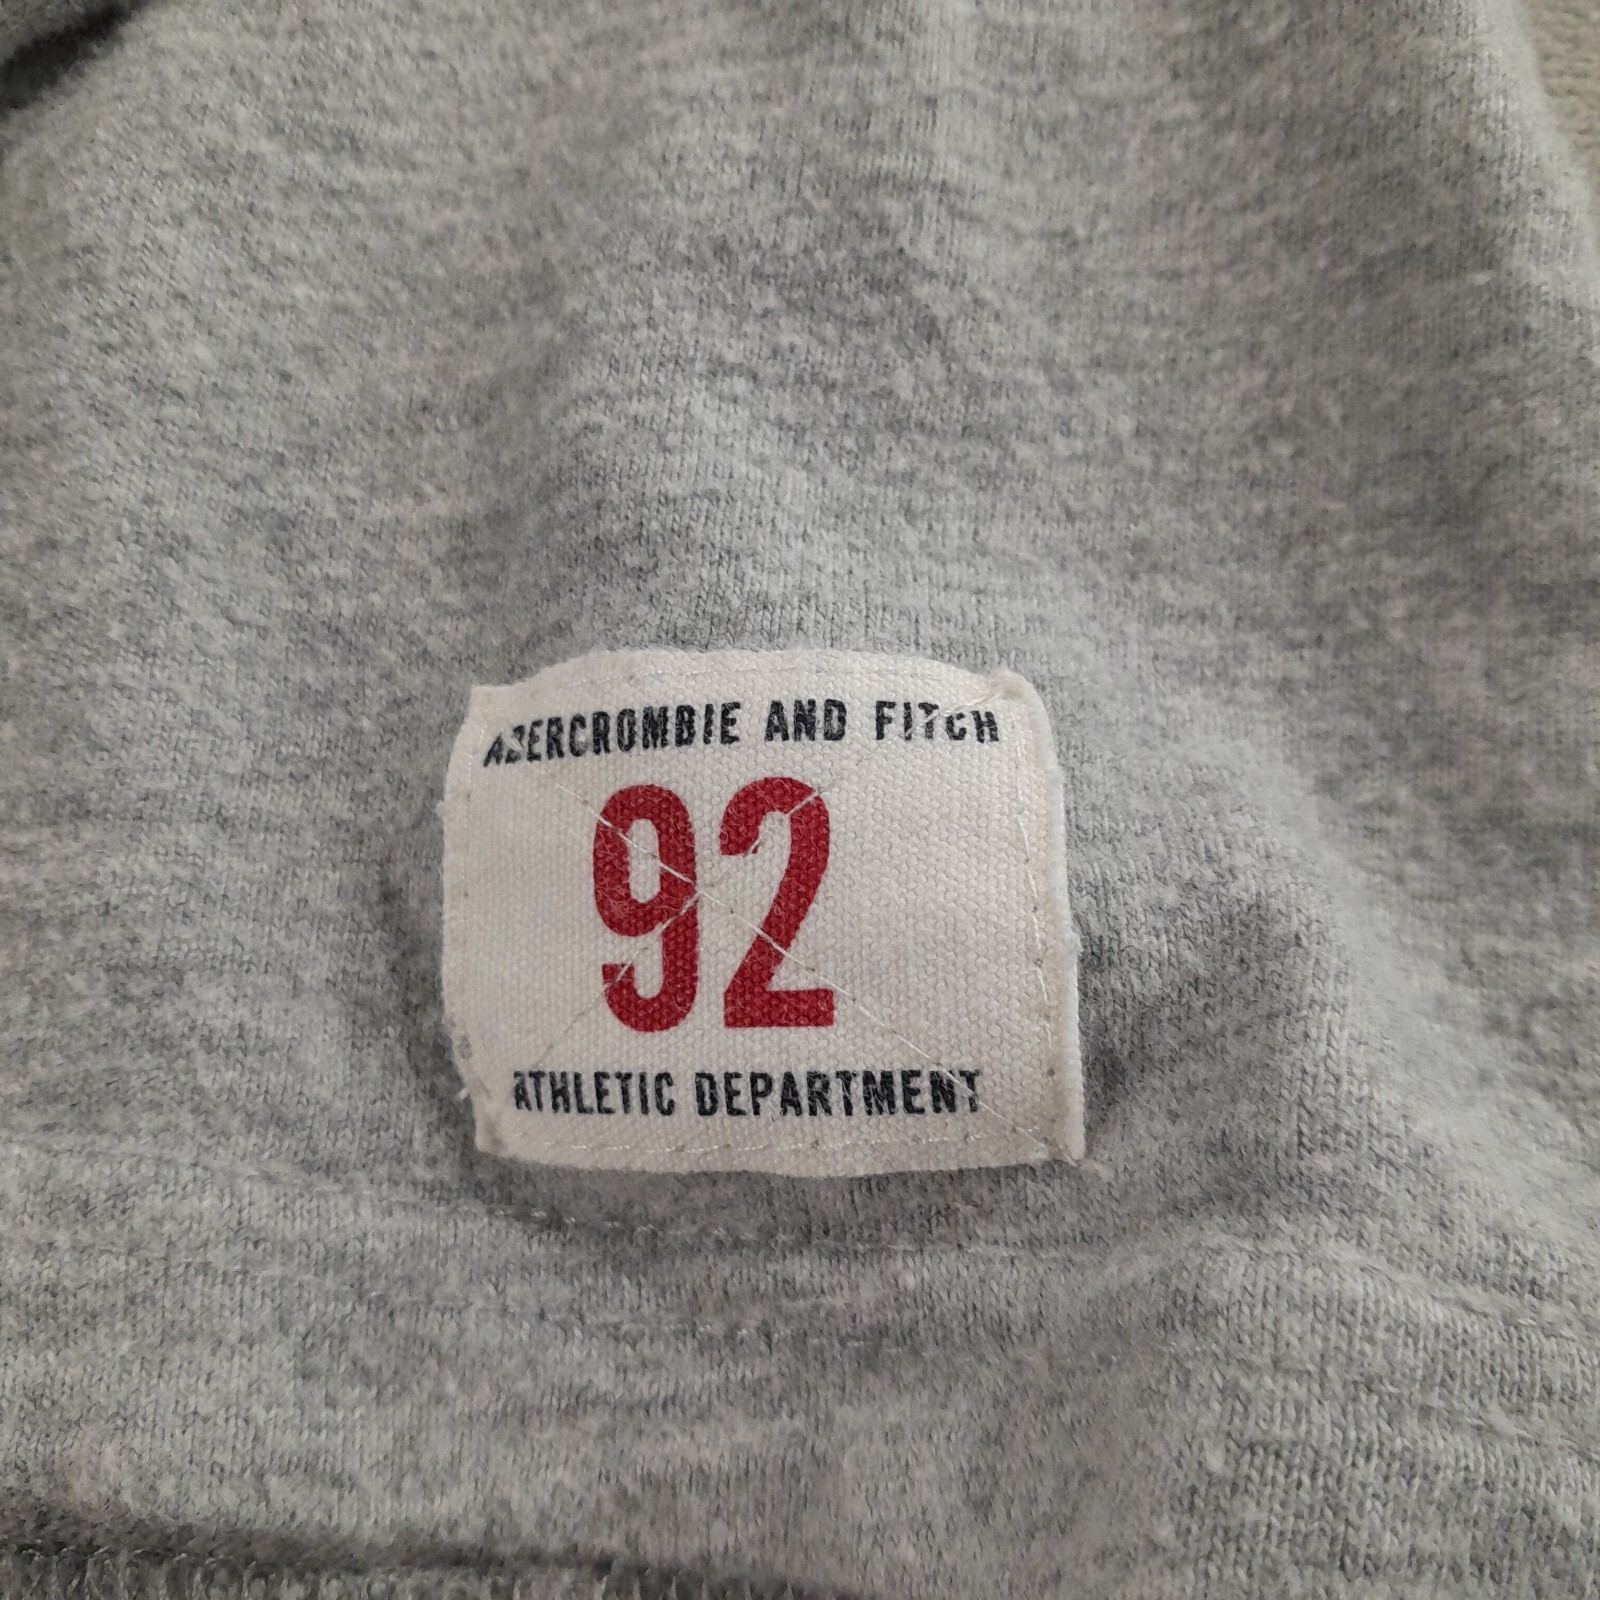 ABERCROMBIE AND FITCH
92
ATHLETIC DEPARTMENT